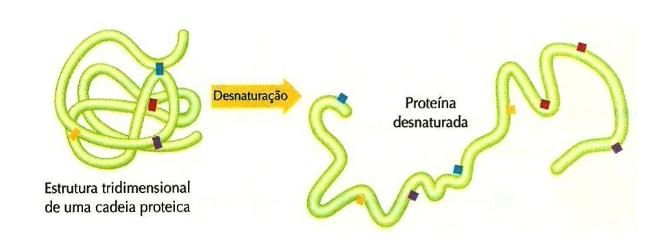 Desnaturação
Proteína
desnaturada
Estrutura tridimensional
de uma cadeia proteica